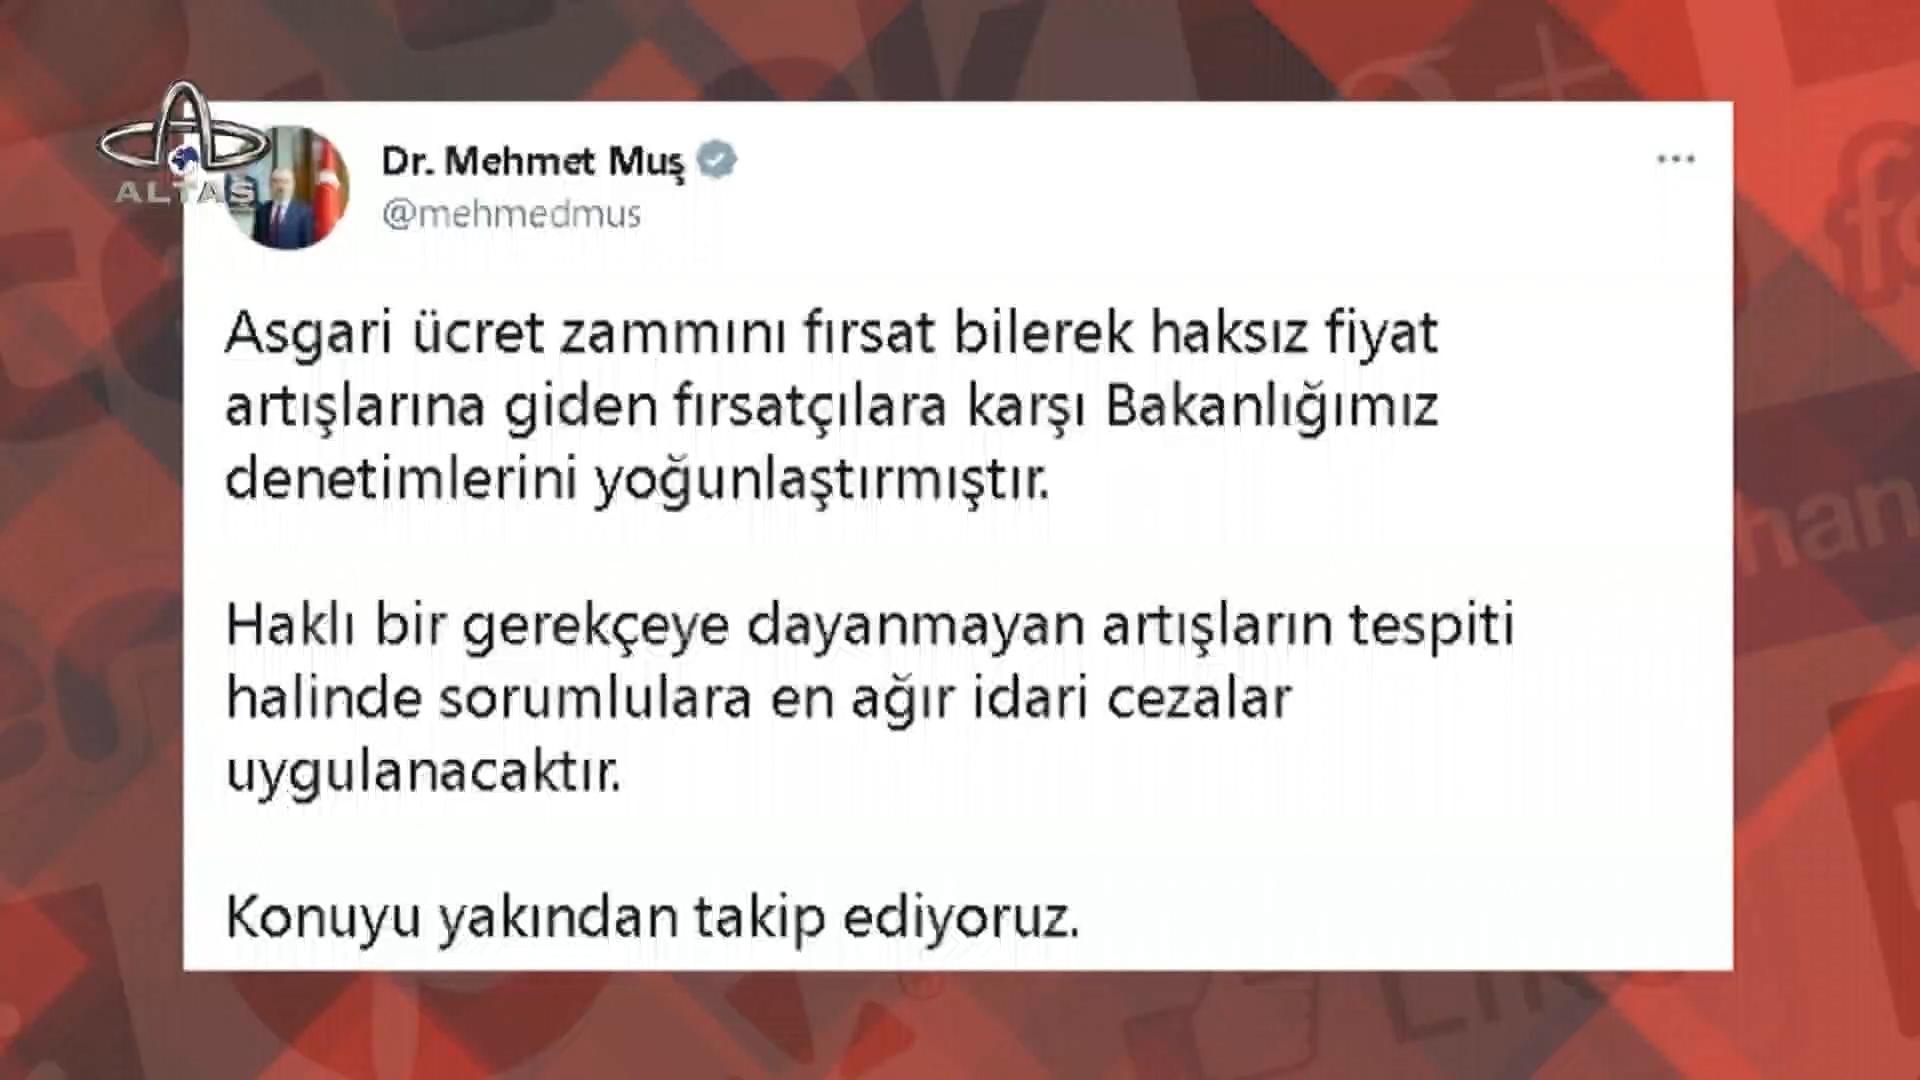 ALTAŞ
Dr. Mehmet Muş
@mehmedmus
Asgari ücret zammını fırsat bilerek haksız fiyat
artışlarına giden fırsatçılara karşı Bakanlığımız
denetimlerini yoğunlaştırmıştır.
Haklı bir gerekçeye dayanmayan artışların tespiti
halinde sorumlulara en ağır idari cezalar
uygulanacaktır.
Konuyu yakından takip ediyoruz.